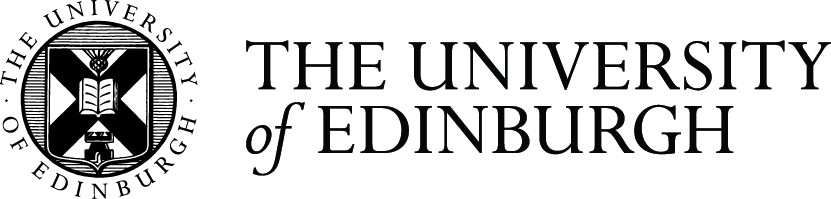 THE UNIVERSITY
· OF EDINBURGH ·
THE UNIVERSITY
of EDINBURGH